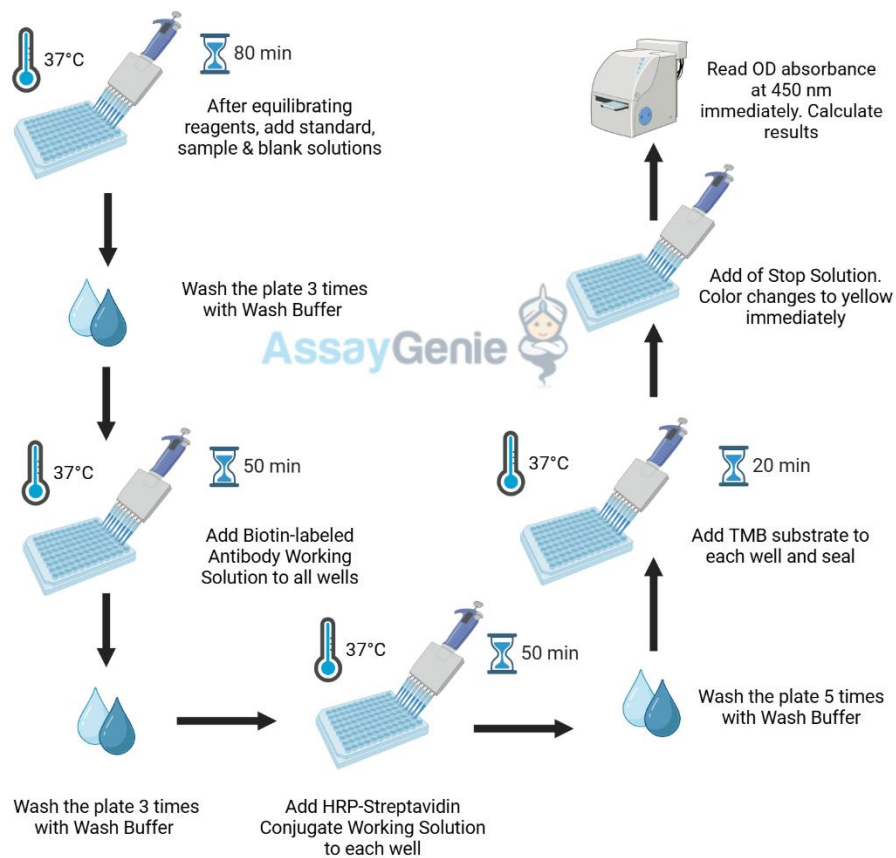 37°C
80 min
After equilibrating
reagents, add standard,
sample & blank solutions
Wash the plate 3 times
with Wash Buffer
37°C
50 min
Add Biotin-labeled
Antibody Working
Solution to all wells
Wash the plate 3 times
with Wash Buffer
37°C
50 min
Add HRP-Streptavidin
Conjugate Working Solution
to each well
Wash the plate 5 times
with Wash Buffer
37°C
20 min
Add TMB substrate to
each well and seal
Add of Stop Solution.
Color changes to yellow
immediately
Read OD absorbance
at 450 nm
immediately. Calculate
results
AssayGenie